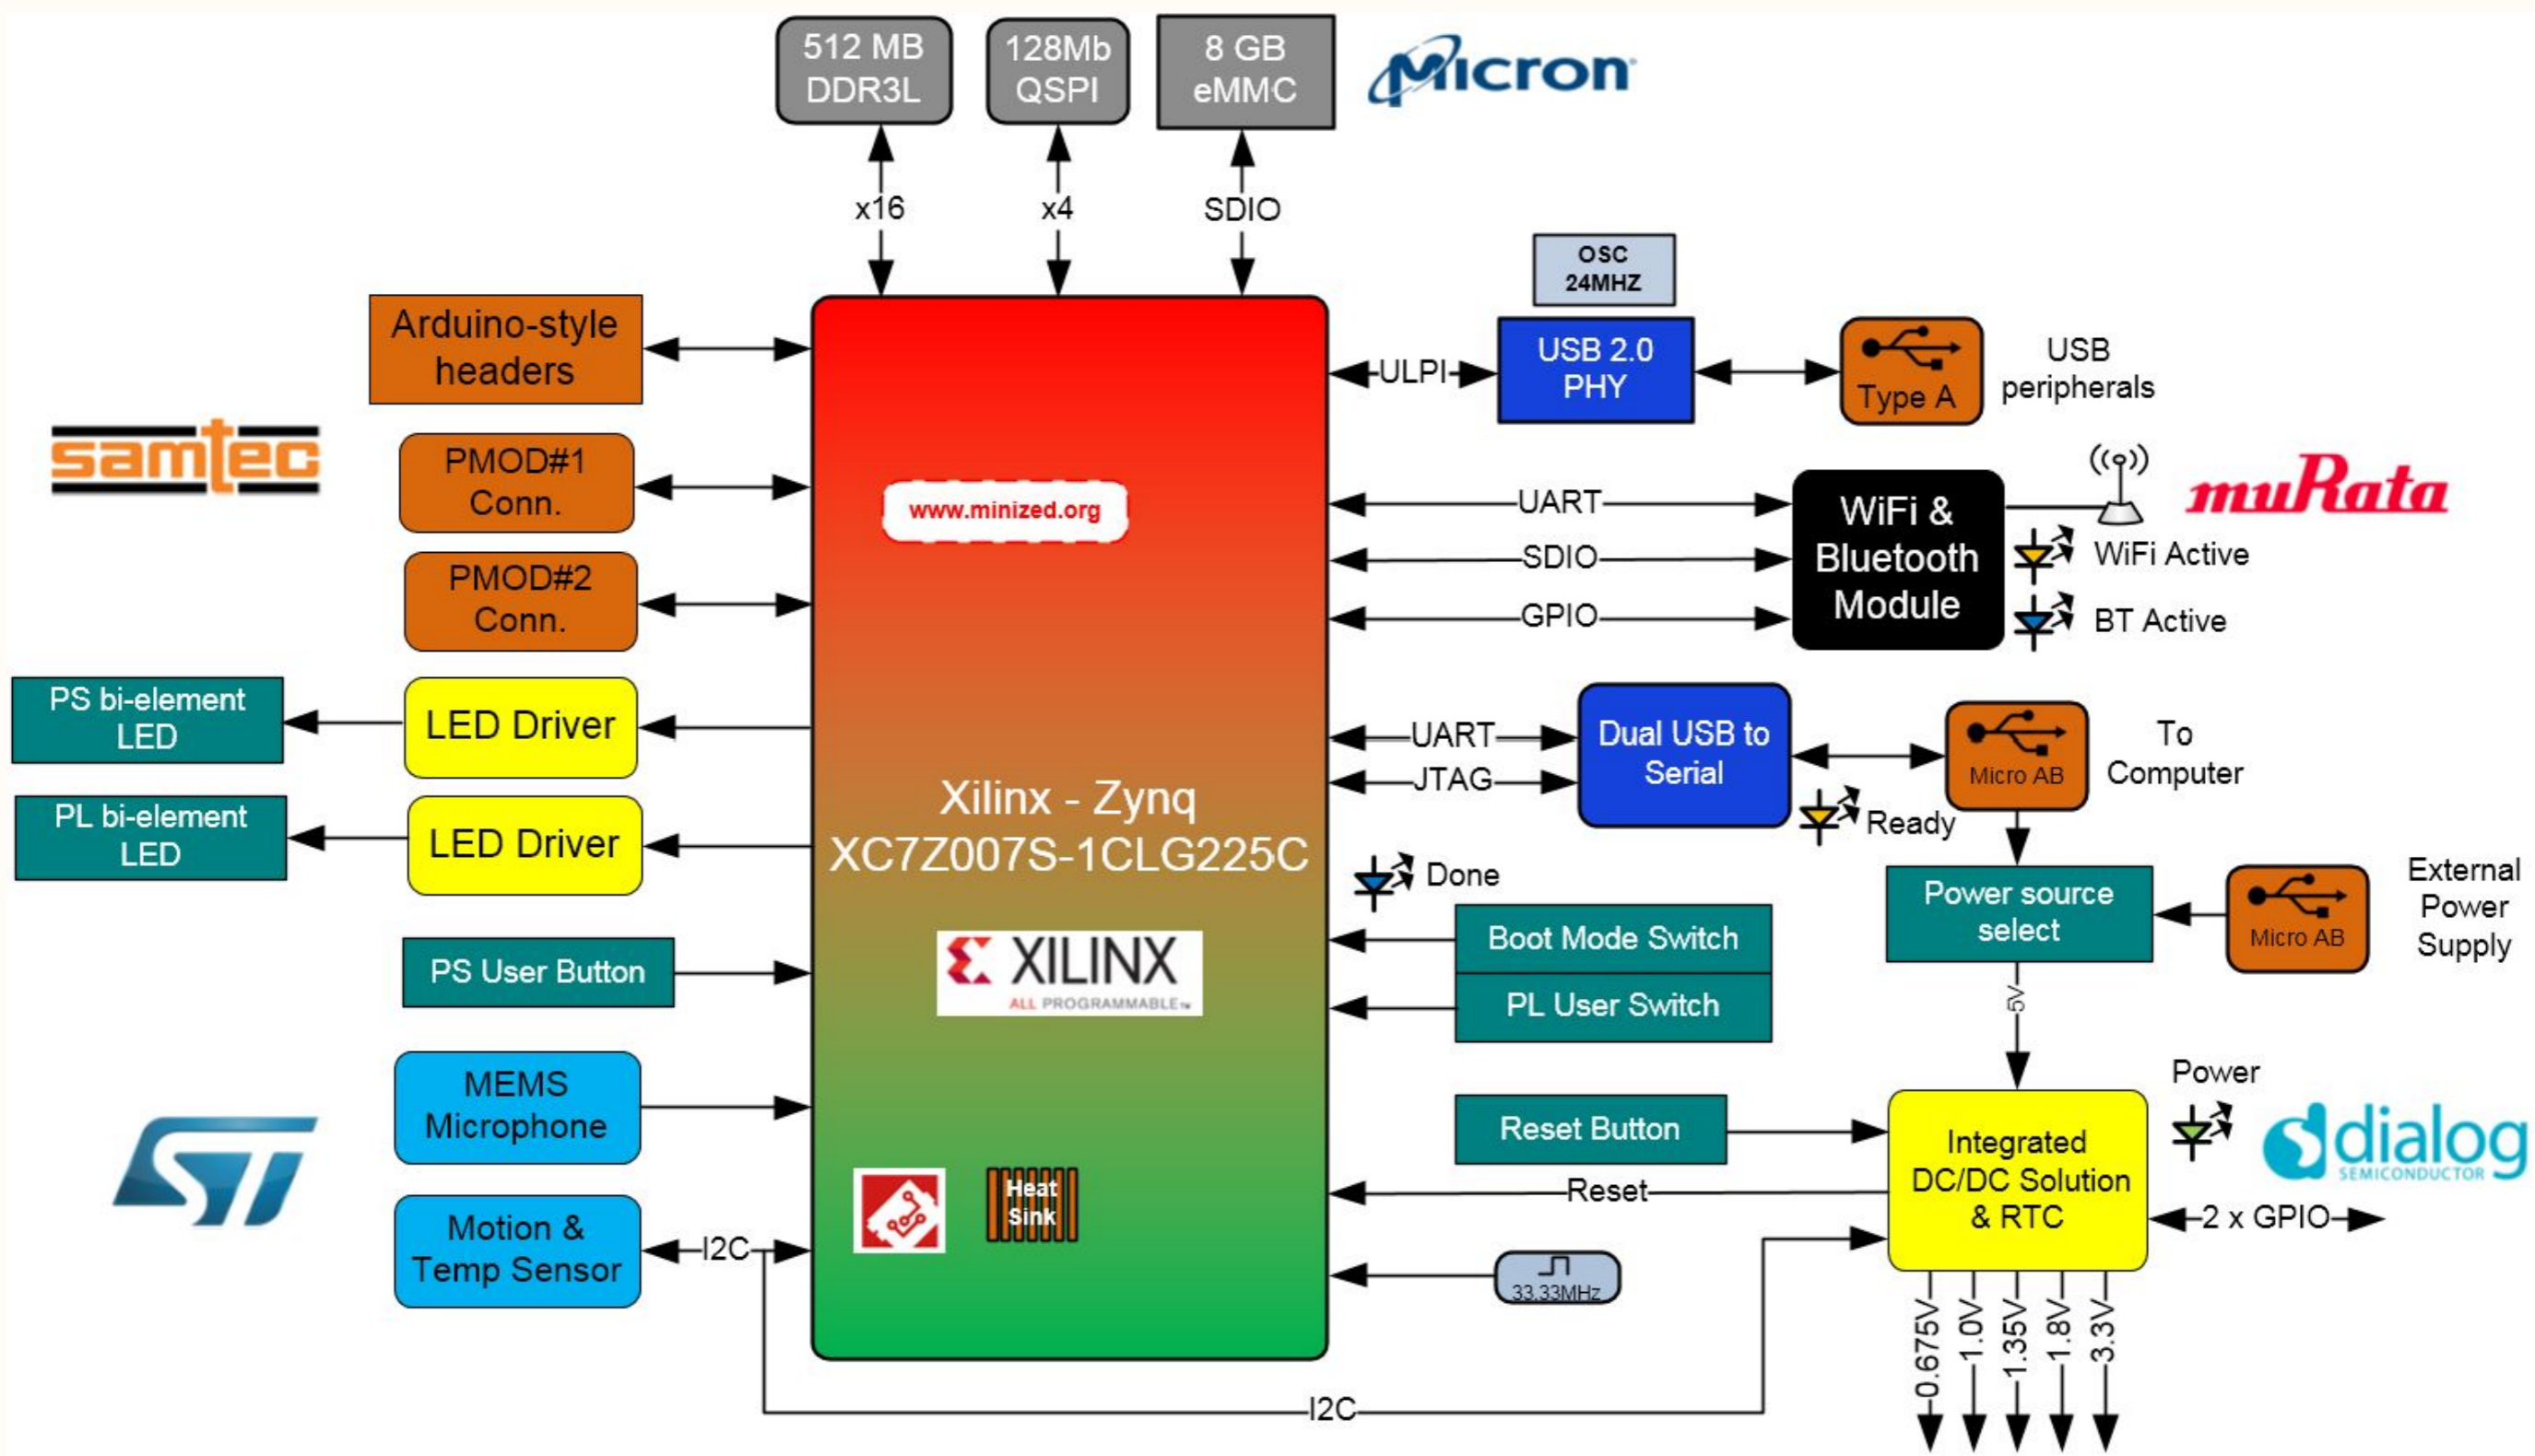 512 MB
DDR3L
128Mb
QSPI
8 GB
eMMC
Micron
x16
x4
SDIO
OSC
24MHZ
Arduino-style
headers
ULPI
USB 2.0
PHY
Type A
USB
peripherals
samtec
PMOD#1
Conn.
www.minized.org
UART
SDIO
GPIO
WiFi &
Bluetooth
Module
muRata
WiFi Active
BT Active
PMOD#2
Conn.
PS bi-element
LED
LED Driver
UART
JTAG
Dual USB to
Serial
Ready
Micro AB
To
Computer
PL bi-element
LED
LED Driver
Xilinx - Zynq
XC7Z007S-1CLG225C
Done
Power source
select
Micro AB
External
Power
Supply
PS User Button
XILINX
ALL PROGRAMMABLE™
Boot Mode Switch
PL User Switch
5V
MEMS
Microphone
ST
Heat
Sink
Reset Button
Reset
Integrated
DC/DC Solution
& RTC
Power
dialog
SEMICONDUCTOR
2 x GPIO
Motion &
Temp Sensor
I2C
33.33MHz
I2C
0.675V
1.0V
1.35V
1.8V
3.3V